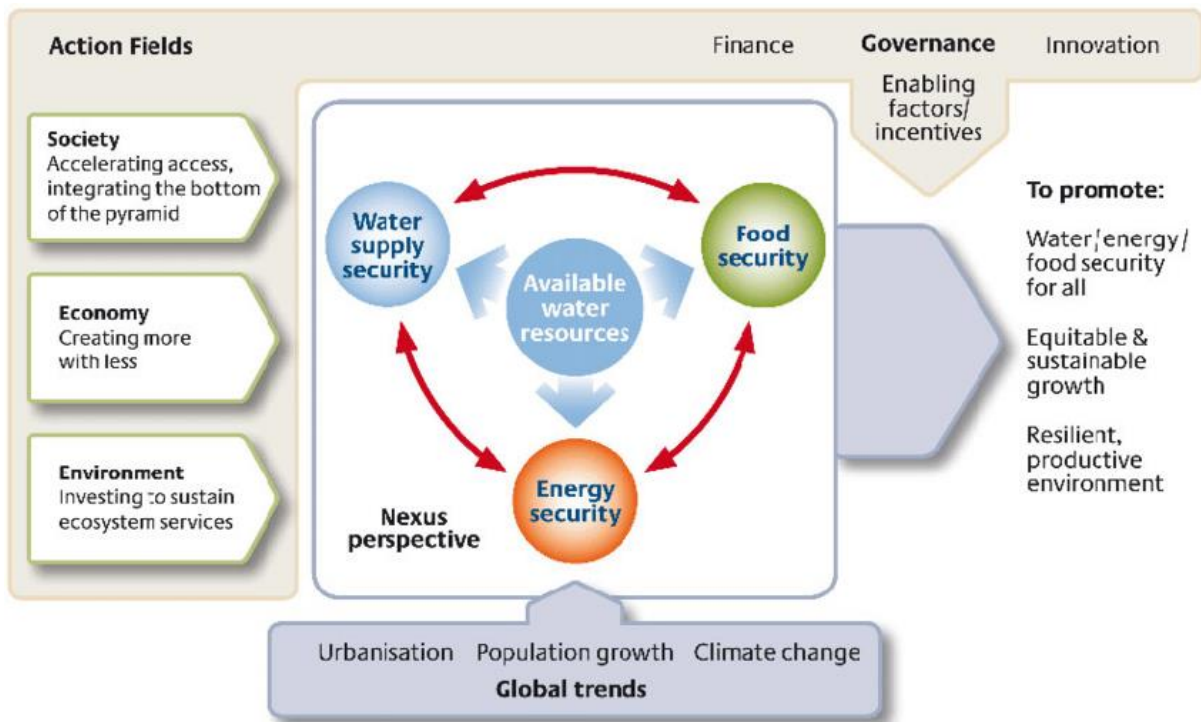 Action Fields
Finance
Governance
Innovation
Enabling
factors/
incentives
Society
Accelerating access,
integrating the bottom
of the pyramid
Economy
Creating more
with less
Environment
Investing to sustain
ecosystem services
Water
supply
security
Food
security
Available
water
resources
Energy
security
Nexus
perspective
To promote:
Water/energy/
food security
for all
Equitable &
sustainable
growth
Resilient,
productive
environment
Urbanisation
Population growth
Climate change
Global trends